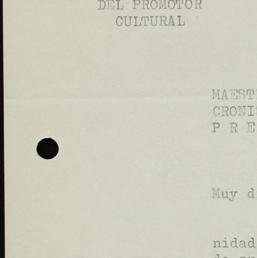 DEL PROMOTOR
CULTURAL
MAEST
CRONI
P R E
Muy d
nidad